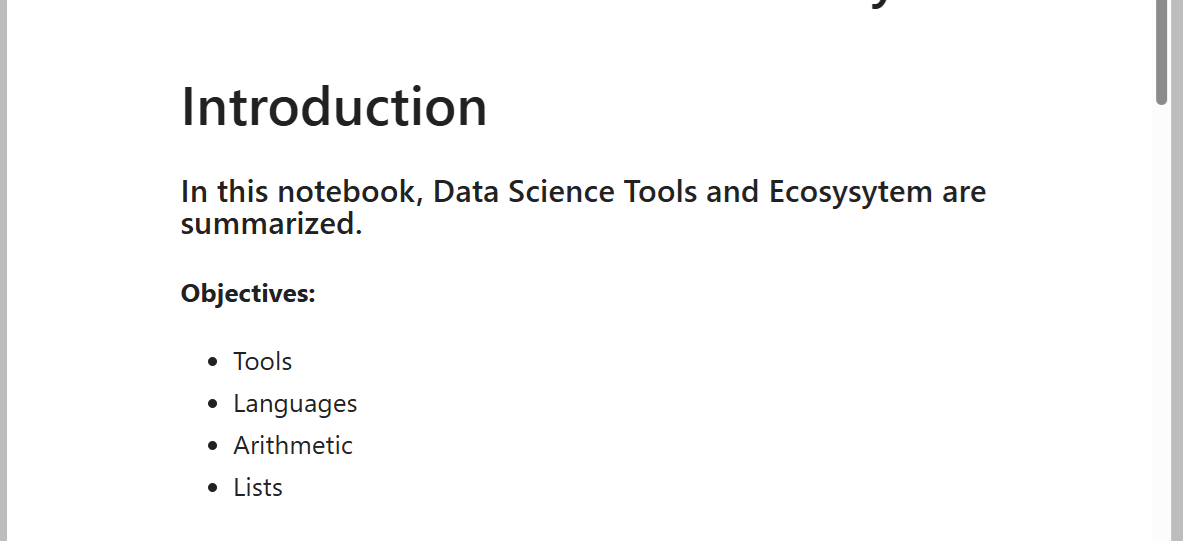 Introduction
In this notebook, Data Science Tools and Ecosysytem are
summarized.
Objectives:
Tools
Languages
Arithmetic
Lists